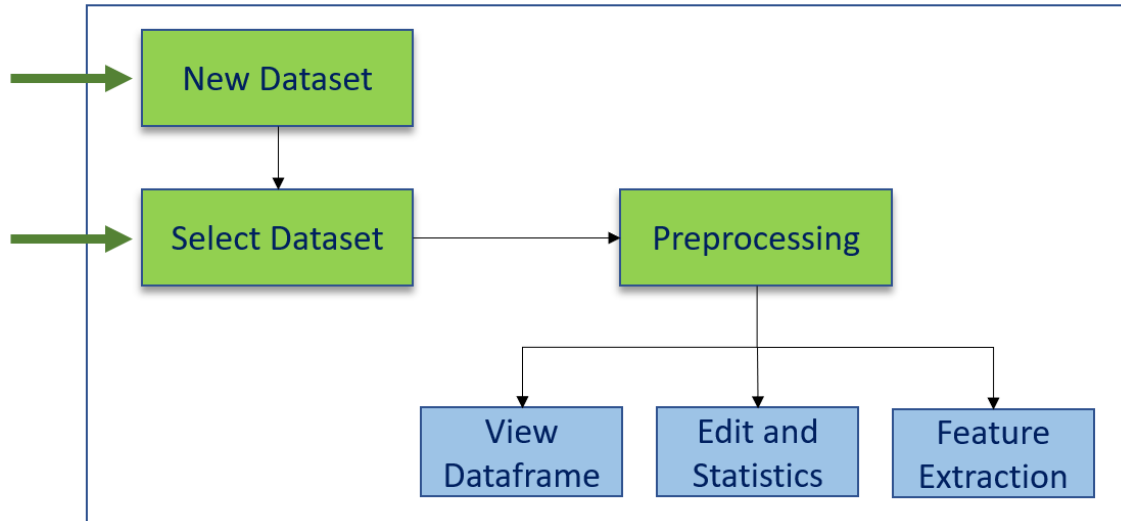 New Dataset
Select Dataset
Preprocessing
View
Dataframe
Edit and
Statistics
Feature
Extraction